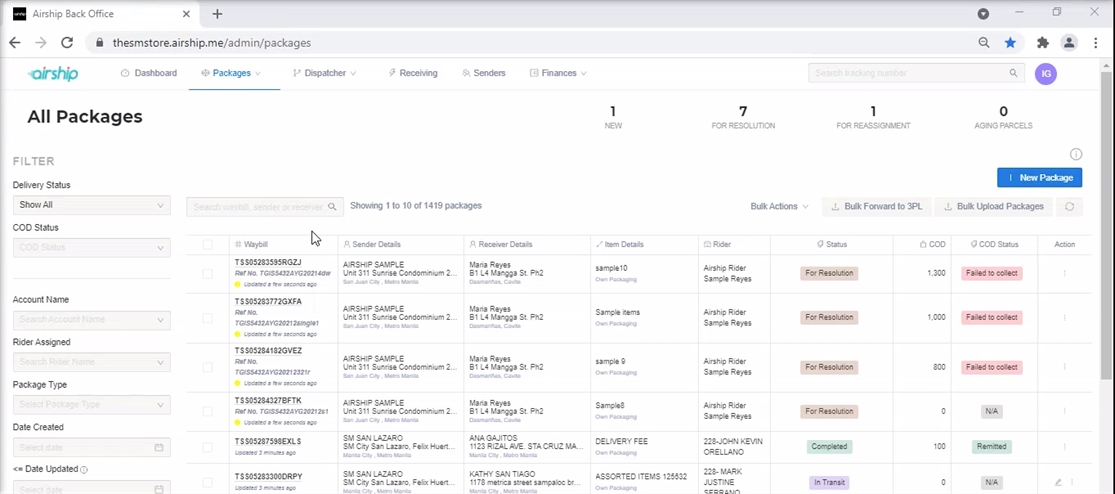 Airship Back Office
thesmstore.airship.me/admin/packages
airship
Dashboard
Packages
Dispatcher
Receiving
Senders
Finances
Search tracking number
IG
All Packages
1
NEW
7
FOR RESOLUTION
1
FOR REASSIGNMENT
0
AGING PARCELS
FILTER
Delivery Status
Show All
COD Status
COD Status
Account Name
Search Account Name
Rider Assigned
Search Rider Name
Package Type
Select Package Type
Date Created
Select date
<= Date Updated
Select date
New Package
Search waybill, sender or receiver
Showing 1 to 10 of 1419 packages
Bulk Actions
Bulk Forward to 3PL
Bulk Upload Packages
# Waybill
Sender Details
Receiver Details
Item Details
Rider
Status
COD
COD Status
Action
TSS05283595RGZJ
Ref No. TGIS5432AYG20214dw
Updated a few seconds ago
AIRSHIP SAMPLE
Unit 311 Sunrise Condominium 2...
San Juan City , Metro Manila
Maria Reyes
B1 L4 Mangga St. Ph2
Dasmariñas, Cavite
sample10
Own Packaging
Airship Rider
Sample Reyes
For Resolution
1,300
Failed to collect
TSS05283772GXFA
Ref No.
TGIS5432AYG20212single1
Updated a few seconds ago
AIRSHIP SAMPLE
Unit 311 Sunrise Condominium 2...
San Juan City , Metro Manila
Maria Reyes
B1 L4 Mangga St. Ph2
Dasmariñas, Cavite
Sample items
Own Packaging
Airship Rider
Sample Reyes
For Resolution
1,000
Failed to collect
TSS05284182GVEZ
Ref No.
TGIS5432AYG20212321r
Updated a few seconds ago
AIRSHIP SAMPLE
Unit 311 Sunrise Condominium 2...
San Juan City , Metro Manila
Maria Reyes
B1 L4 Mangga St. Ph2
Dasmariñas, Cavite
sample 9
Own Packaging
Airship Rider
Sample Reyes
For Resolution
800
Failed to collect
TSS05284327BFTK
Ref No.
Updated a few seconds ago
AIRSHIP SAMPLE
Unit 311 Sunrise Condominium 2...
San Juan City , Metro Manila
Maria Reyes
B1 L4 Mangga St. Ph2
Dasmariñas, Cavite
Sample8
Own Packaging
Airship Rider
Sample Reyes
For Resolution
0
N/A
TSS05287598EXLS
Updated 3 minutes ago
SM SAN LAZARO
SM City San Lazaro, Felix Huert...
Manila City , Metro Manila
ANA GAJITOS
1123 RIZAL AVE. STA CRUZ MA...
Manila City , Metro Manila
DELIVERY FEE
Own Packaging
228-JOHN KEVIN
ORELLANO
Completed
100
Remitted
TSS05283300DRPY
Updated 3 minutes ago
SM SAN LAZARO
SM City San Lazaro, Felix Huert...
Manila City , Metro Manila
KATHY SAN TIAGO
1178 metrica street sampaloc br...
Manila City , Metro Manila
ASSORTED ITEMS 125532
Own Packaging
228- MARK
JUSTINE
SERRANO
In Transit
0
N/A